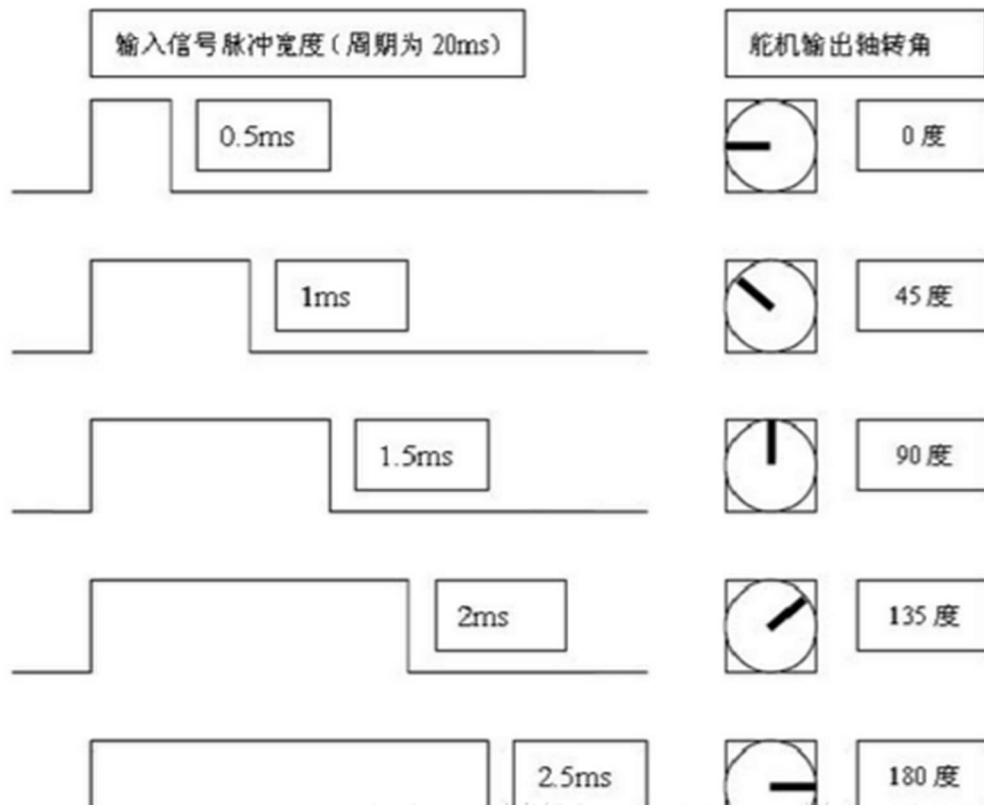 输入信号脉冲宽度(周期为 20ms)
舵机输出轴转角
0.5ms
0 度
1ms
45 度
1.5ms
90 度
2ms
135 度
2.5ms
180 度